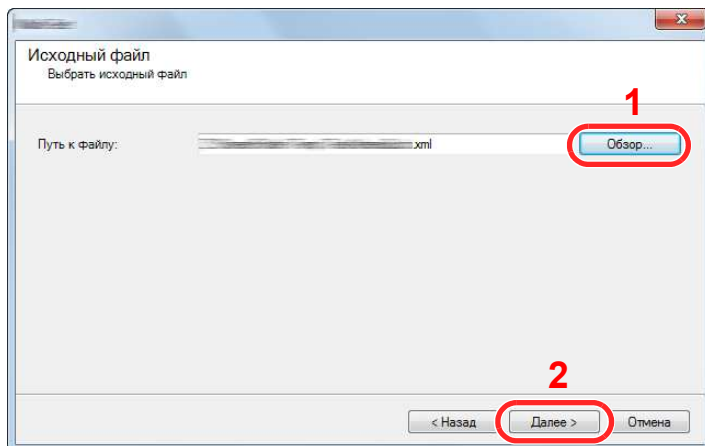 Исходный файл
Выбрать исходный файл
1
Путь к файлу: .xml Обзор...
2
< Назад Далее > Отмена